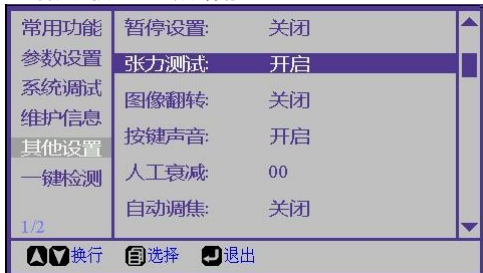 常用功能
参数设置
系统调试
维护信息
其他设置
一键检测
1/2
暂停设置: 关闭
张力测试: 开启
图像翻转: 关闭
按键声音: 开启
人工衰减: 00
自动调焦: 关闭
换行 选择 退出